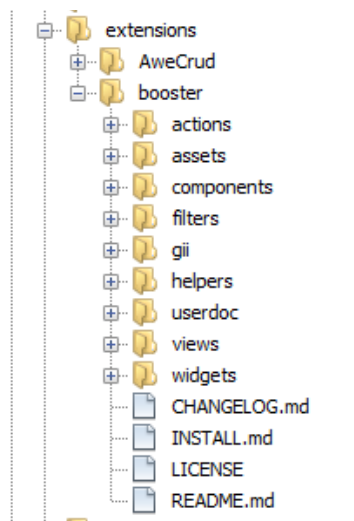 extensions
AweCrud
booster
actions
assets
components
filters
gii
helpers
userdoc
views
widgets
CHANGELOG.md
INSTALL.md
LICENSE
README.md